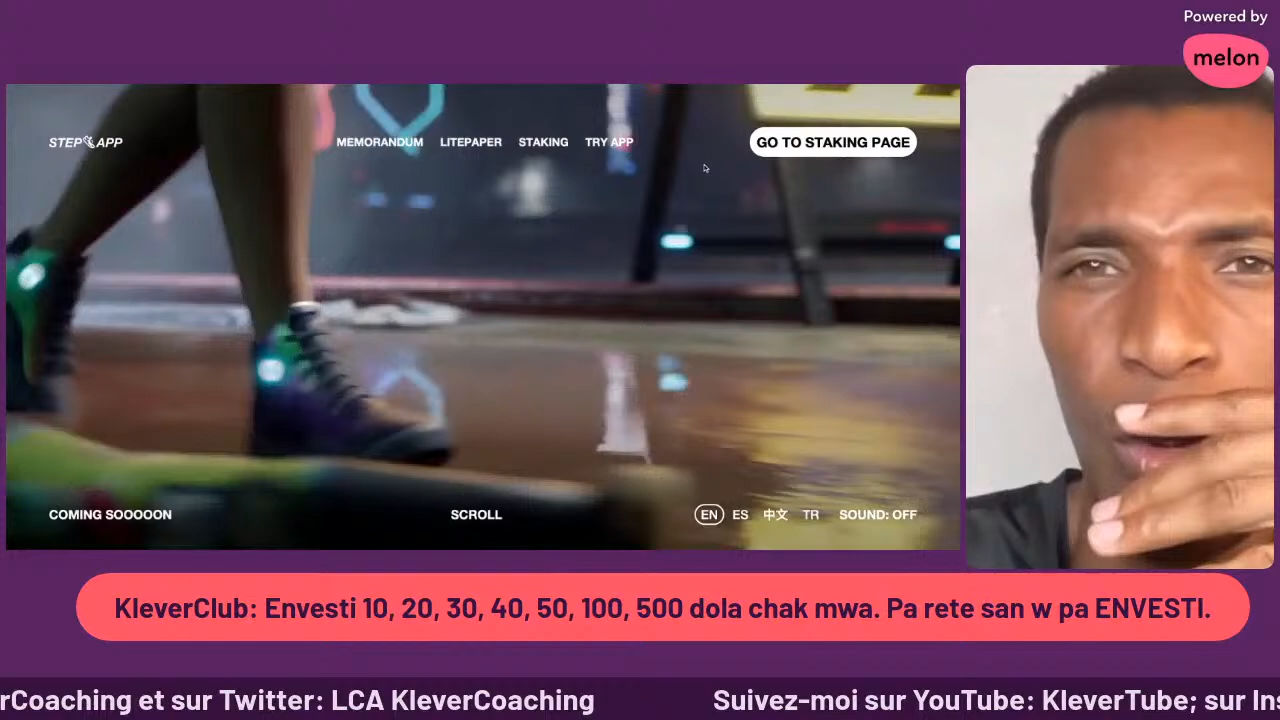 Powered by
melon
STEP APP
MEMORANDUM LITEPAPER STAKING TRY APP
GO TO STAKING PAGE
COMING SOOOOON
SCROLL
EN ES 中文 TR SOUND: OFF
KleverClub: Envesti 10, 20, 30, 40, 50, 100, 500 dola chak mwa. Pa rete san w pa ENVESTI.
rCoaching et sur Twitter: LCA KleverCoaching Suivez-moi sur YouTube: KleverTube; sur Ins